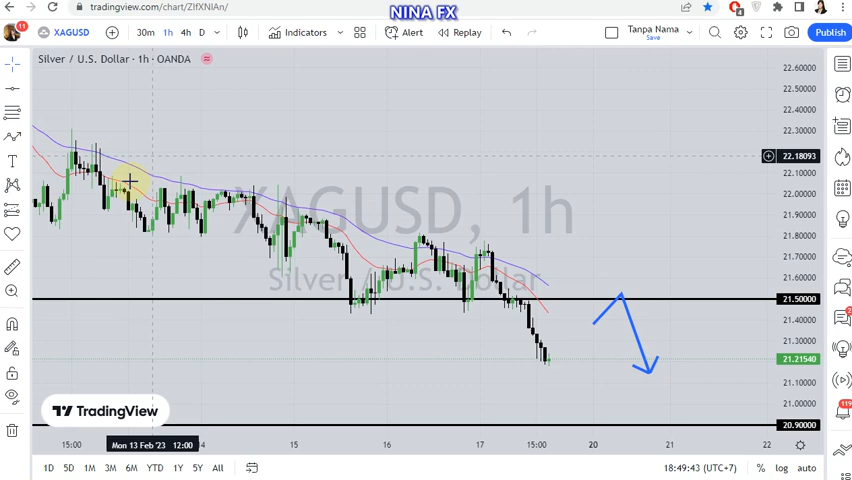 NINA FX
tradingview.com/chart/ZIfXNIAn/
11
XAGUSD
30m 1h 4h D
Indicators
Alert
Replay
Tanpa Nama
Save
Publish
Silver / U.S. Dollar · 1h · OANDA
XAGUSD, 1h
Silver / U.S. Dollar
22.60000
22.50000
22.40000
22.30000
22.18093
22.10000
22.00000
21.90000
21.80000
21.70000
21.60000
21.50000
21.40000
21.30000
21.21540
21.10000
21.00000
20.90000
TradingView
15:00
Mon 13 Feb '23 12:00
14
15
16
17
15:00
20
21
22
1D 5D 1M 3M 6M YTD 1Y 5Y All
18:49:43 (UTC+7)
% log auto